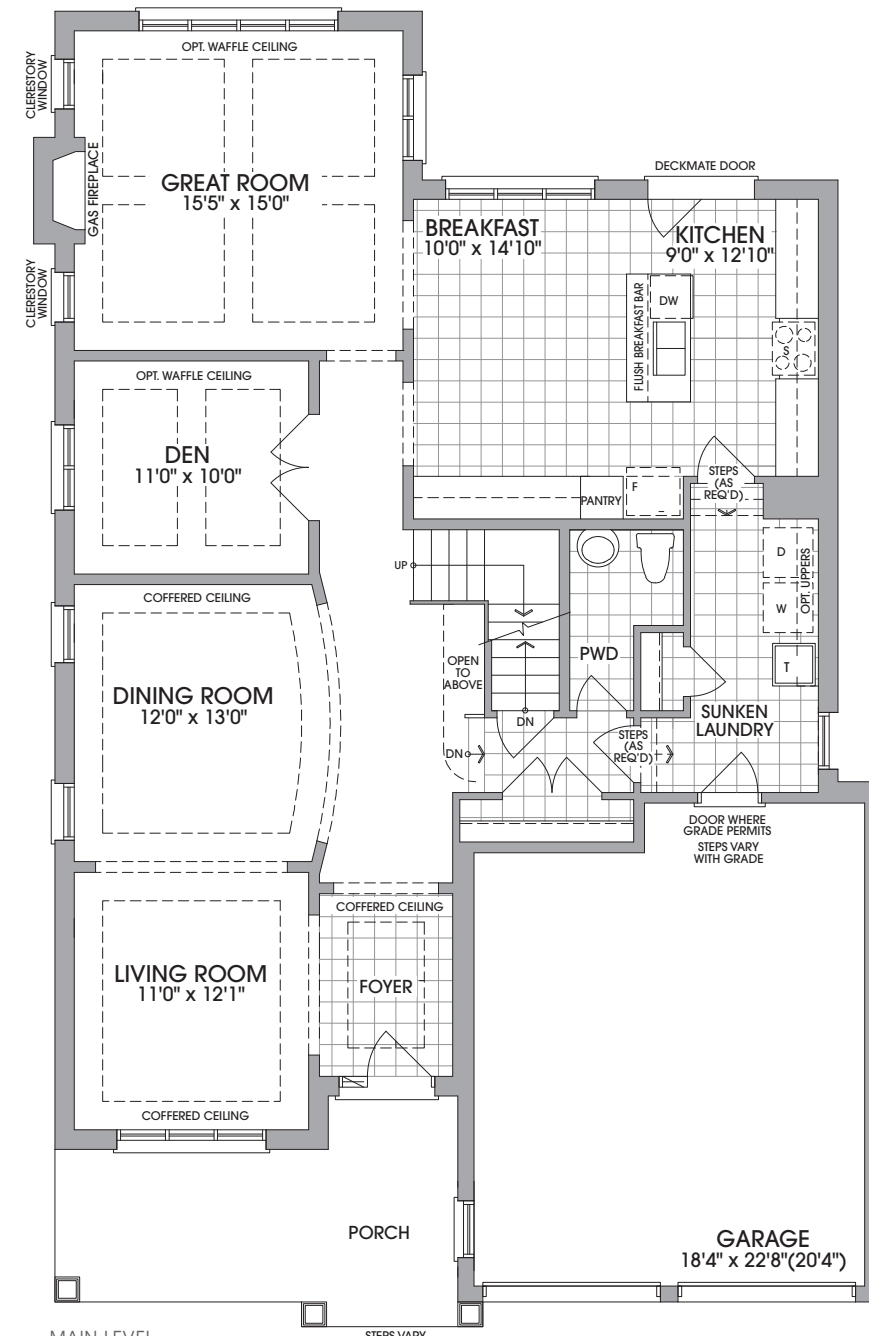 OPT. WAFFLE CEILING
CLERESTORY
WINDOW
GAS FIREPLACE
GREAT ROOM
15'5" x 15'0"
CLERESTORY
WINDOW
DECKMATE DOOR
BREAKFAST
10'0" x 14'10"
KITCHEN
9'0" x 12'10"
DW
FLUSH BREAKFAST BAR
S
OPT. WAFFLE CEILING
DEN
11'0" x 10'0"
STEPS
(AS
REQ'D)
PANTRY
F
UP
D
W
OPT. UPPERS
T
COFFERED CEILING
DINING ROOM
12'0" x 13'0"
OPEN
TO
ABOVE
PWD
DN
DN
STEPS
(AS
REQ'D)
SUNKEN
LAUNDRY
DOOR WHERE
GRADE PERMITS
STEPS VARY
WITH GRADE
COFFERED CEILING
FOYER
LIVING ROOM
11'0" x 12'1"
COFFERED CEILING
PORCH
GARAGE
18'4" x 22'8"(20'4")
MAIN LEVEL
STEPS VARY